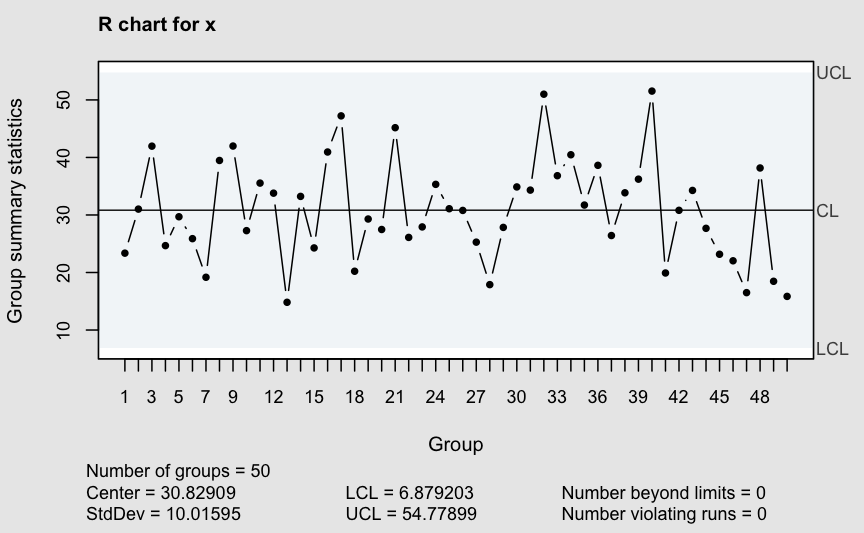 R chart for x
Group summary statistics
50
40
30
20
10
UCL
CL
LCL
1 3 5 7 9 12 15 18 21 24 27 30 33 36 39 42 45 48
Group
Number of groups = 50
Center = 30.82909 LCL = 6.879203 Number beyond limits = 0
StdDev = 10.01595 UCL = 54.77899 Number violating runs = 0